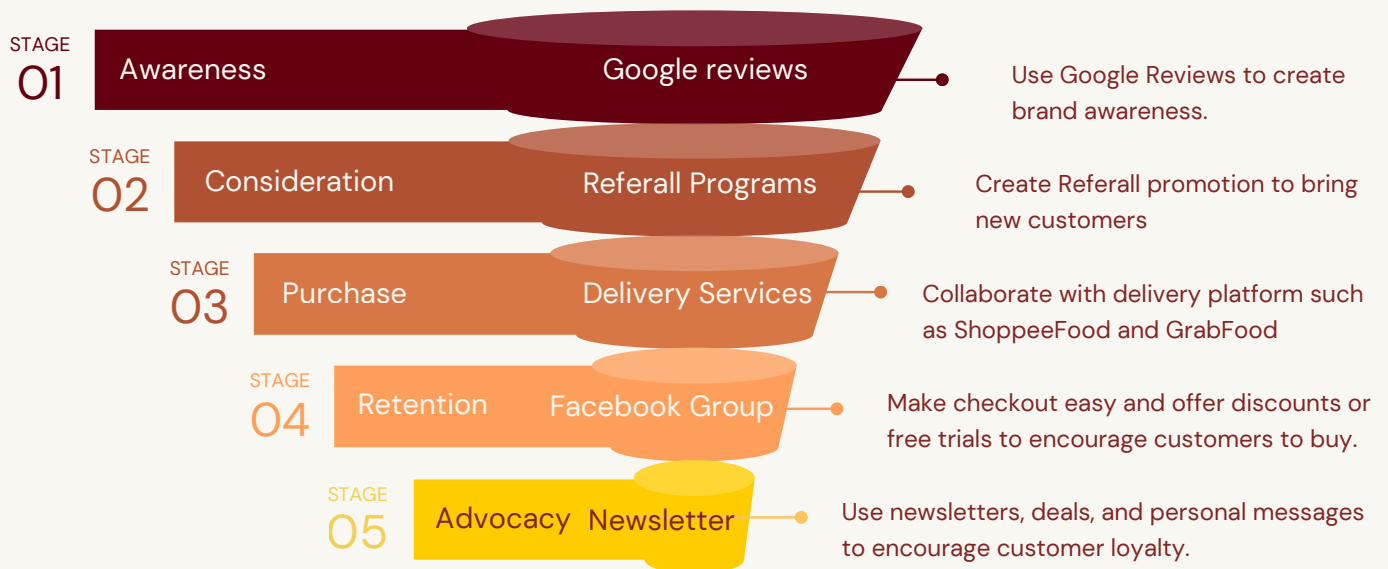 STAGE
01
Awareness
Google reviews
Use Google Reviews to create
brand awareness.
STAGE
02
Consideration
Referall Programs
Create Referall promotion to bring
new customers
STAGE
03
Purchase
Delivery Services
Collaborate with delivery platform such
as ShoppeeFood and GrabFood
STAGE
04
Retention
Facebook Group
Make checkout easy and offer discounts or
free trials to encourage customers to buy.
STAGE
05
Advocacy
Newsletter
Use newsletters, deals, and personal messages
to encourage customer loyalty.